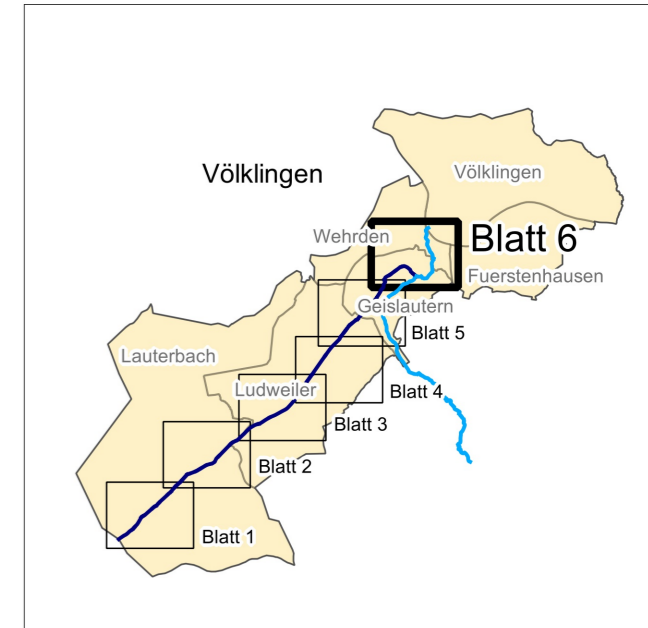 Völklingen
Völklingen
Wehrden
Blatt 6
Fuerstenhausen
Geislautern
Blatt 5
Lauterbach
Ludweiler
Blatt 4
Blatt 3
Blatt 2
Blatt 1